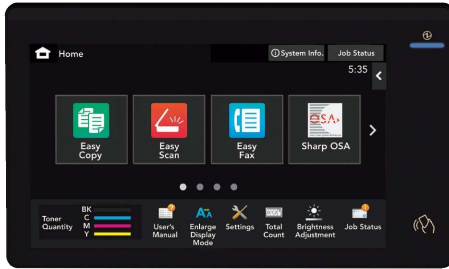 Home
System Info.
Job Status
5:35
Easy
Copy
Easy
Scan
Easy
Fax
OSA
Sharp OSA
Toner
Quantity
BK
C
M
Y
User's
Manual
Enlarge
Display
Mode
Settings
Total
Count
Brightness
Adjustment
Job Status